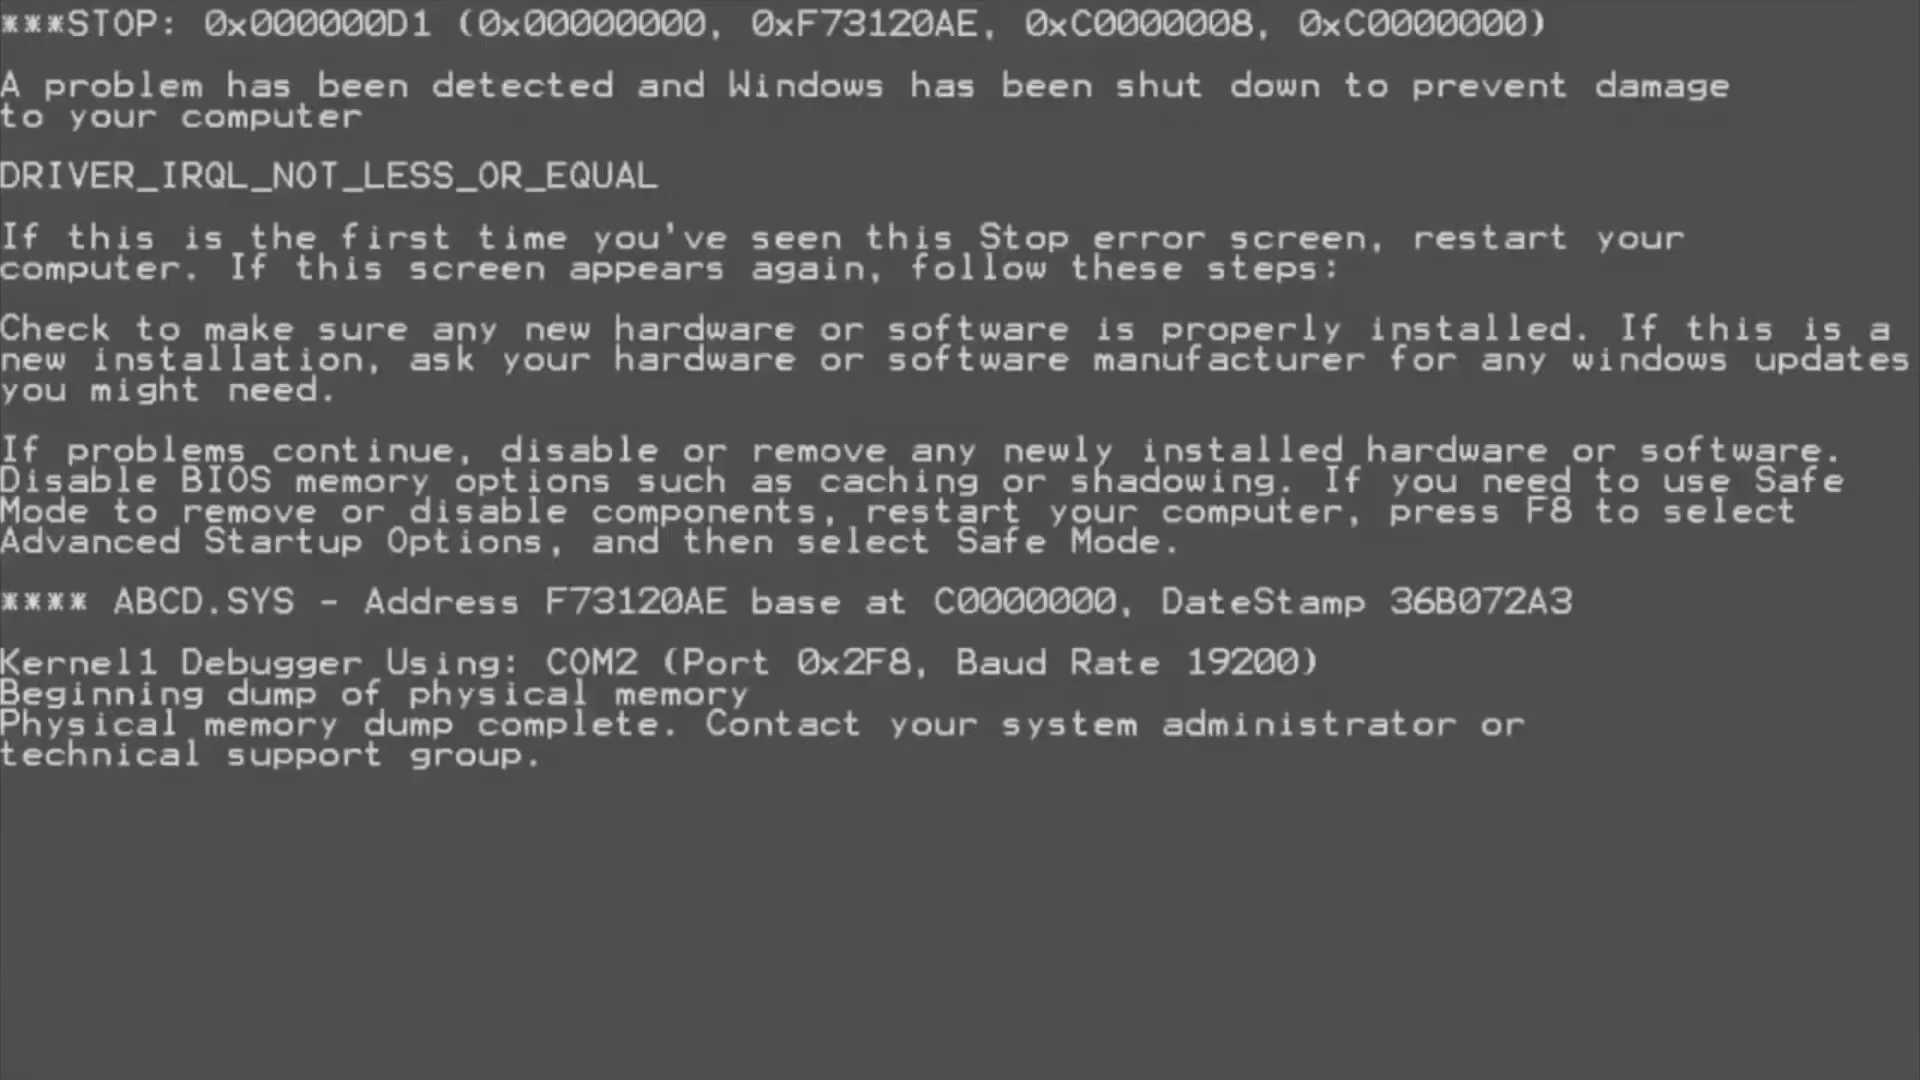 ***STOP: 0x000000D1 (0x00000000, 0xF73120AE, 0xC0000008, 0xC0000000)
A problem has been detected and Windows has been shut down to prevent damage
to your computer
DRIVER_IRQL_NOT_LESS_OR_EQUAL
If this is the first time you've seen this Stop error screen, restart your
computer. If this screen appears again, follow these steps:
Check to make sure any new hardware or software is properly installed. If this is a
new installation, ask your hardware or software manufacturer for any windows updates
you might need.
If problems continue, disable or remove any newly installed hardware or software.
Disable BIOS memory options such as caching or shadowing. If you need to use Safe
Mode to remove or disable components, restart your computer, press F8 to select
Advanced Startup Options, and then select Safe Mode.
**** ABCD.SYS - Address F73120AE base at C0000000, DateStamp 36B072A3
Kernel1 Debugger Using: COM2 (Port 0x2F8, Baud Rate 19200)
Beginning dump of physical memory
Physical memory dump complete. Contact your system administrator or
technical support group.